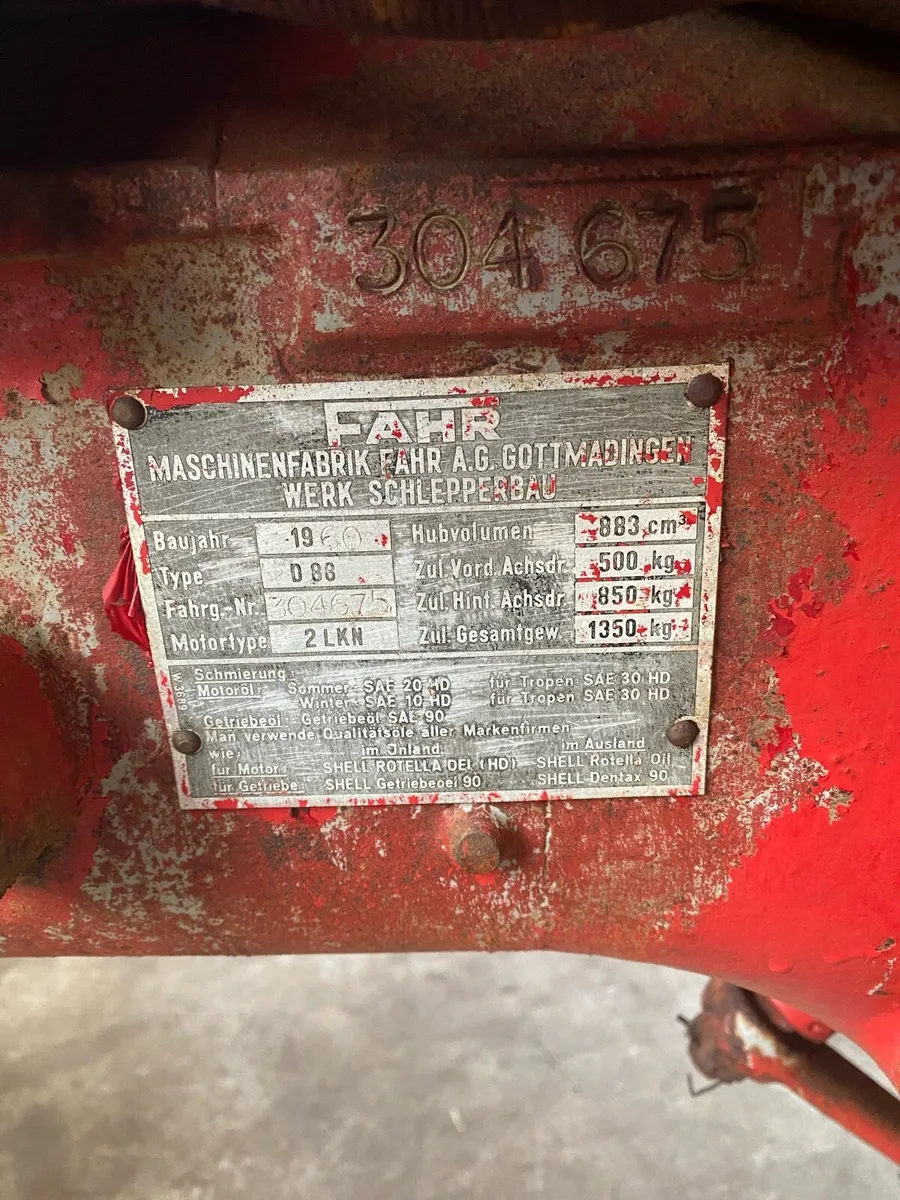 304 675
FAHR
MASCHINENFABRIK FAHR A.G. GOTTMADINGEN
WERK SCHLEPPERBAU
Baujahr 1960 Hubvolumen 883 cm³
Type D 88 Zul. Vord. Achsdr. 500 kg
Fahrg.-Nr. 304675 Zul. Hint. Achsdr. 850 kg
Motortype 2 LKN Zul. Gesamtgew. 1350 kg
Schmierung:
Motoröl: Sommer SAE 20 HD für Tropen SAE 30 HD
Winter SAE 10 HD für Tropen SAE 30 HD
Getriebeöl: Getriebeöl SAE 90
Man verwende Qualitätsöle aller Markenfirmen
wie: im Inland im Ausland
für Motor: SHELL ROTELLA OEL (HD) SHELL Rotella Oil
für Getriebe: SHELL Getriebeoel 90 SHELL Dentax 90